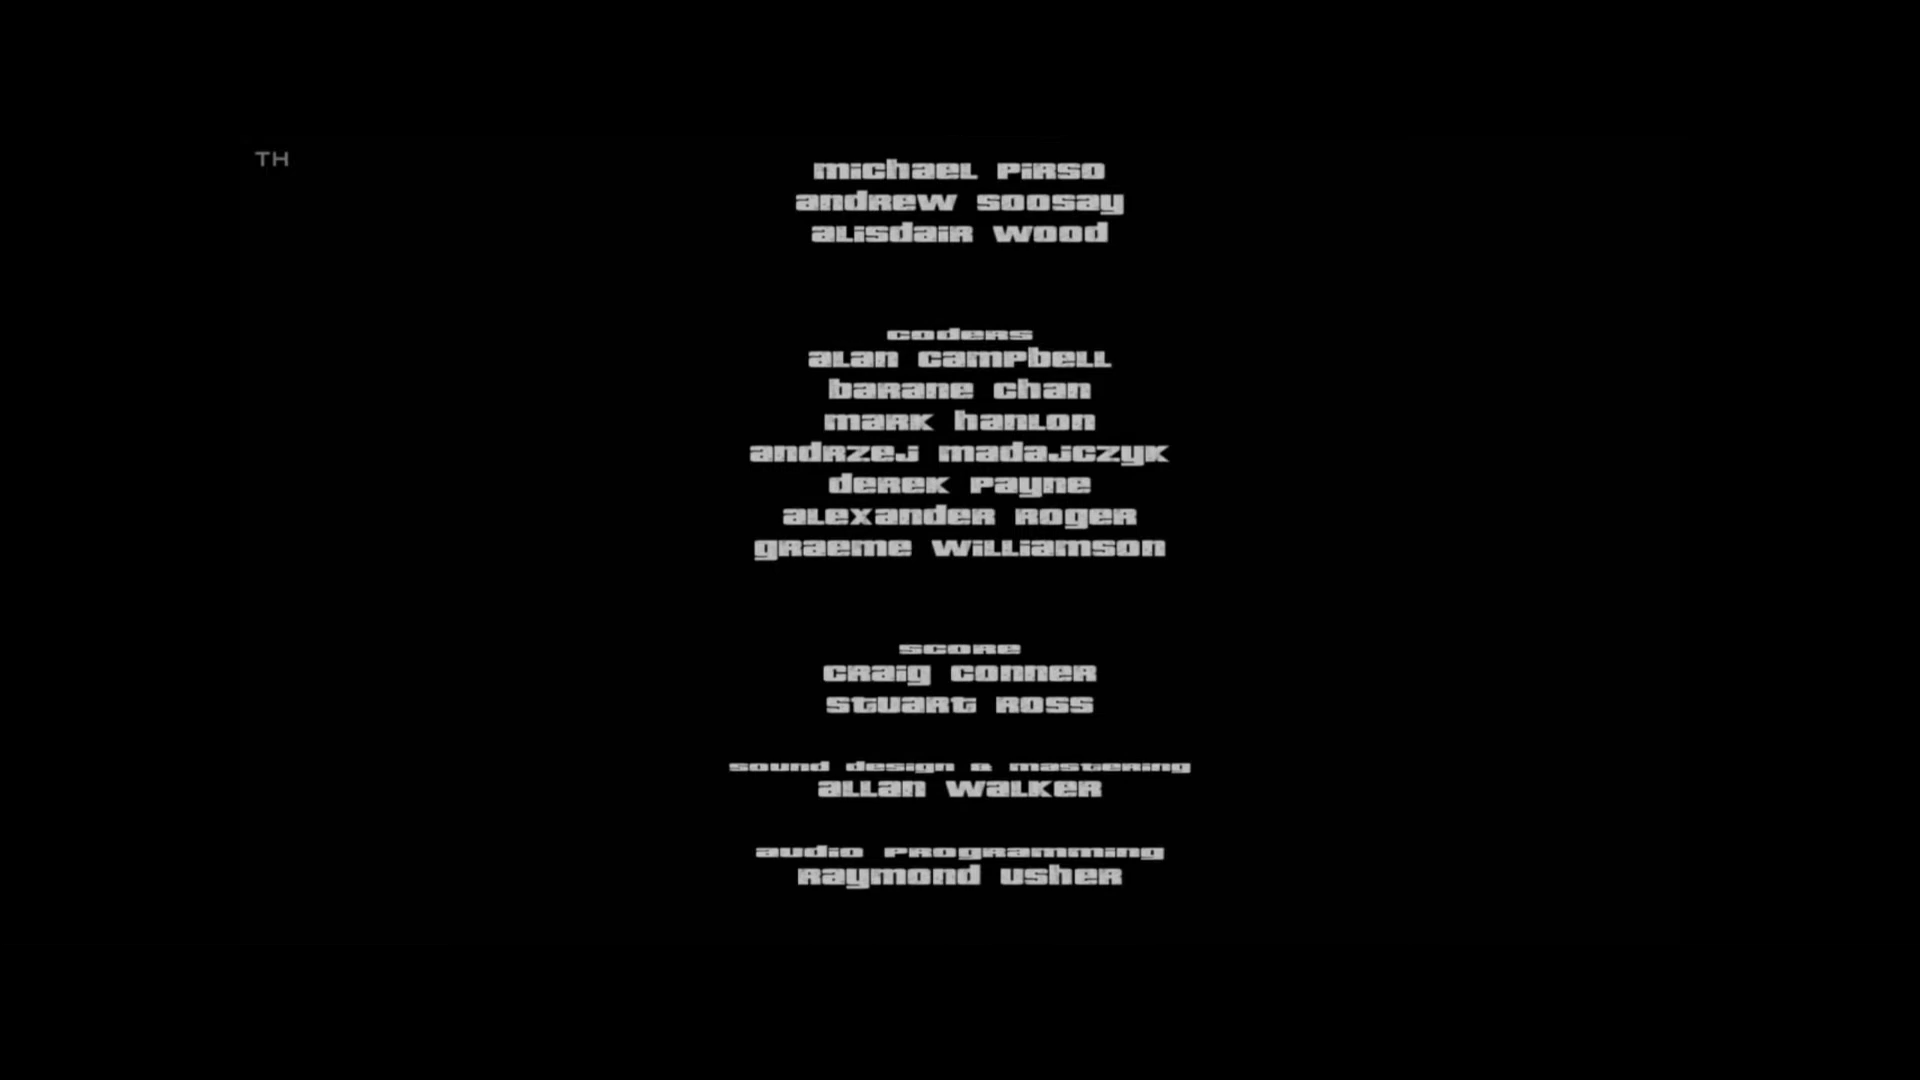 TH
michael Pirso
andrew soosay
alisdair wood
coders
alan campbell
barane chan
mark hanlon
andrzej madajczyk
derek payne
alexander roger
graeme williamson
score
craig conner
stuart ross
sound design & mastering
allan walker
audio programming
raymond usher